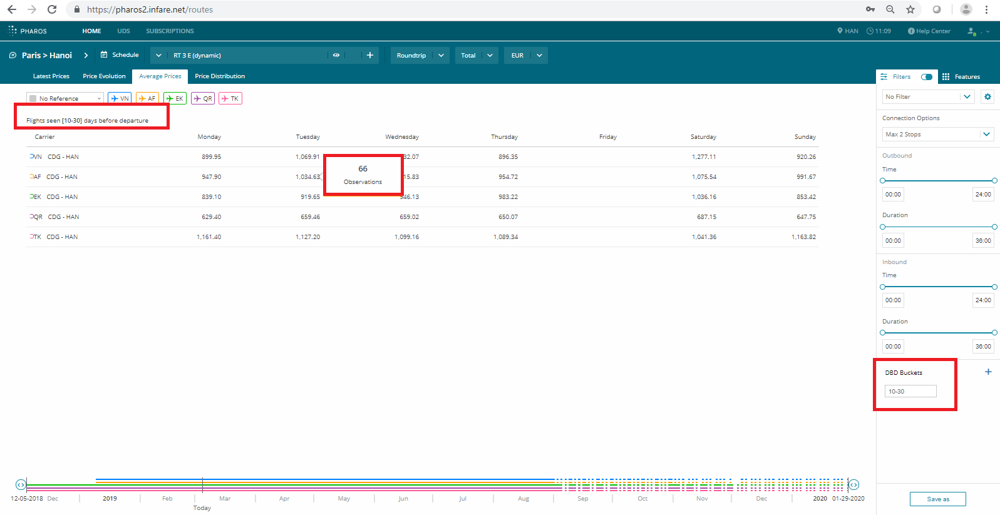 https://pharos2.infare.net/routes
PHAROS HOME UDS SUBSCRIPTIONS HAN 11:09 Help Center
Paris > Hanoi Schedule RT 3 E (dynamic) Roundtrip Total EUR
Latest Prices Price Evolution Average Prices Price Distribution Filters Features
No Reference VN AF EK QR TK
Flights seen [10-30] days before departure
Carrier Monday Tuesday Wednesday Thursday Friday Saturday Sunday
VN CDG - HAN 899.95 1,069.91 32.07 896.35 1,277.11 920.26
AF CDG - HAN 947.90 1,034.63 15.83 954.72 1,075.54 991.67
EK CDG - HAN 839.10 919.65 946.13 983.22 1,036.16 853.42
QR CDG - HAN 629.40 659.46 659.02 650.07 687.15 647.75
TK CDG - HAN 1,161.40 1,127.20 1,099.16 1,089.34 1,041.36 1,163.82
66
Observations
No Filter
Connection Options
Max 2 Stops
Outbound
Time
00:00 24:00
Duration
00:00 36:00
Inbound
Time
00:00 24:00
Duration
00:00 36:00
DBD Buckets
10-30
12-05-2018 Dec 2019 Feb Mar Apr May Jun Jul Aug Sep Oct Nov Dec 2020 01-29-2020
Today
Save as